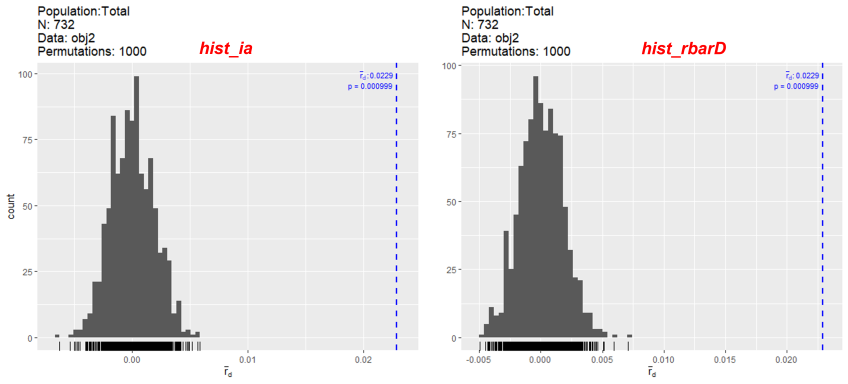 Population:Total
N: 732
Data: obj2
Permutations: 1000
hist_ia
r̄d: 0.0229
p = 0.000999
100
75
50
25
0
count
0.00 0.01 0.02
r̄d
Population:Total
N: 732
Data: obj2
Permutations: 1000
hist_rbarD
r̄d: 0.0229
p = 0.000999
100
75
50
25
0
-0.005 0.000 0.005 0.010 0.015 0.020
r̄d